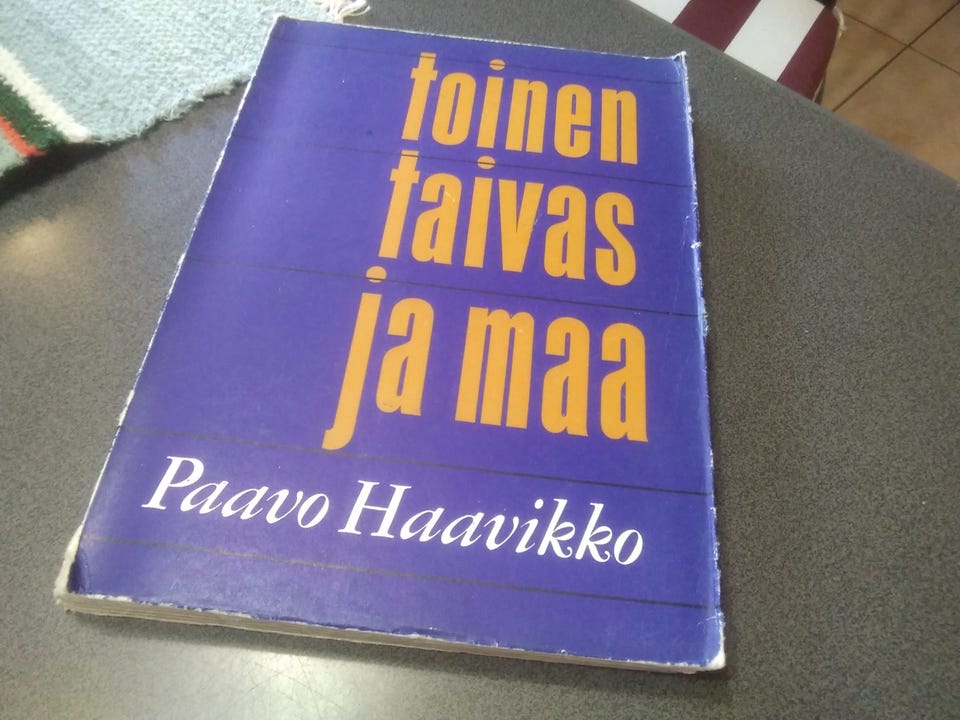 toinen
taivas
ja maa
Paavo Haavikko